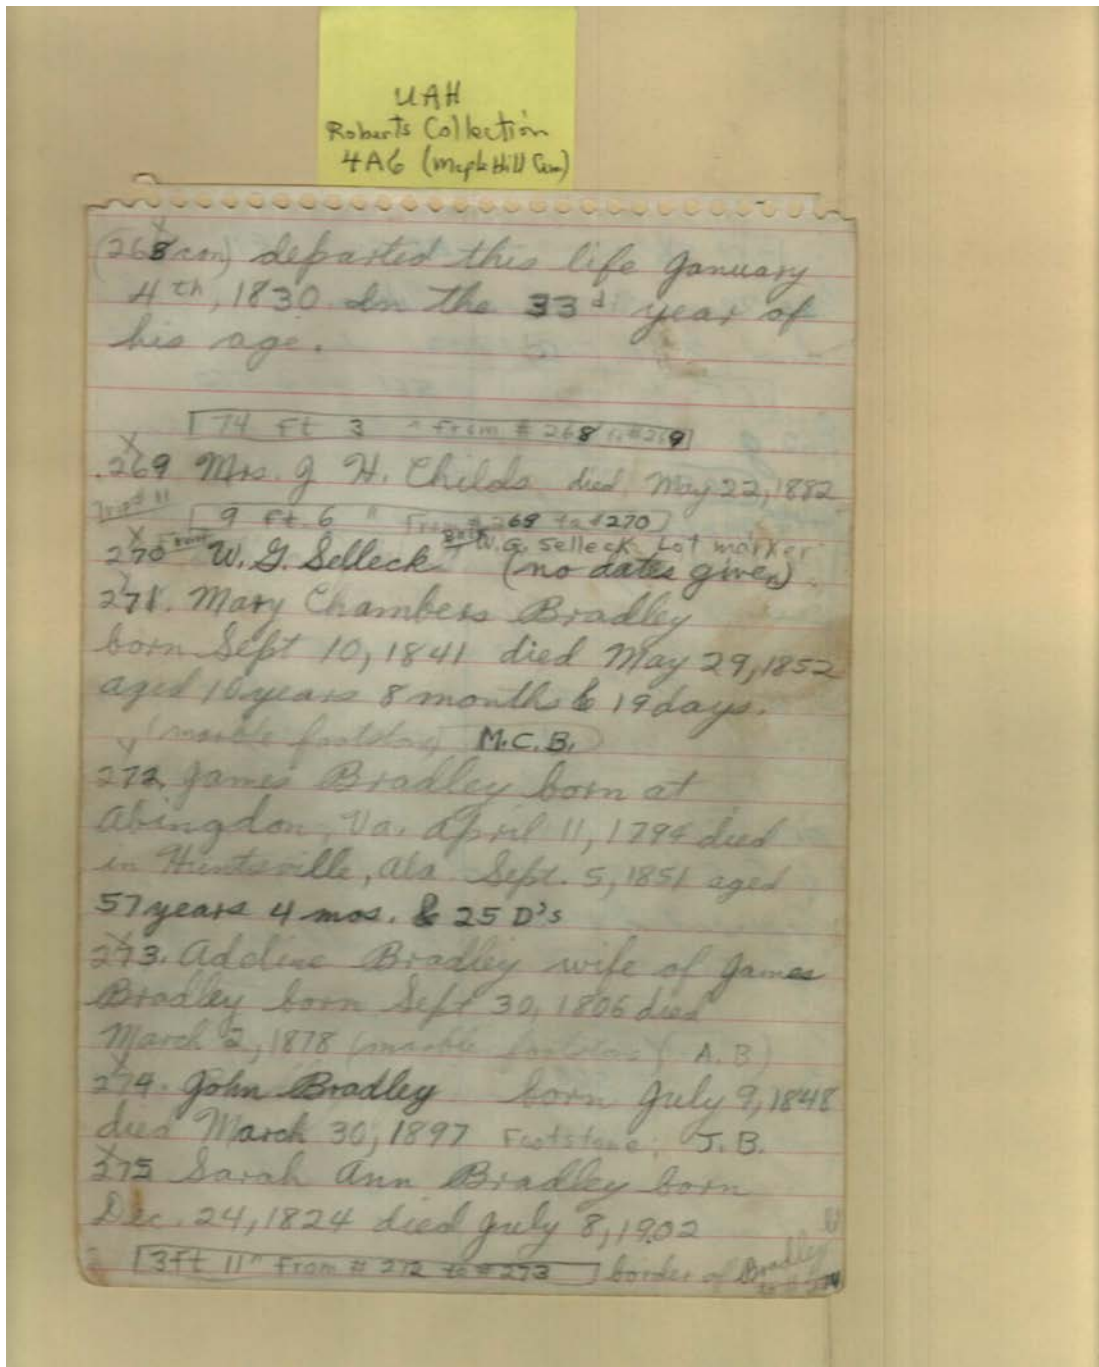 UAH
Roberts Collection
4A6 (Maple Hill Cem)
(268 con) departed this life January
4th, 1830 In the 33d year of
his age.
74 Ft 3 " From # 268 to #269
269 Mrs. J H. Childs died May 22, 1882
9 Ft. 6 " From # 269 to #270
270 Front W. G. Selleck Back W. G. Selleck Lot marker
(no dates given)
271. Mary Chambers Bradley
born Sept 10, 1841 died May 29, 1852
aged 10 years 8 months & 19 days.
(marble footstone) M.C.B.
272. James Bradley born at
Abingdon, Va. April 11, 1794 died
in Huntsville, Ala Sept. 5, 1851 aged
57 years 4 mos. & 25 D's
273. Adeline Bradley wife of James
Bradley born Sept 30, 1806 died
March 2, 1878 (marble footstone A.B)
274. John Bradley born July 9, 1848
died March 30, 1897 Footstone: J.B.
275 Sarah Ann Bradley born
Dec. 24, 1824 died July 8, 1902
3 ft 11" From # 272 to # 273 border of Bradley